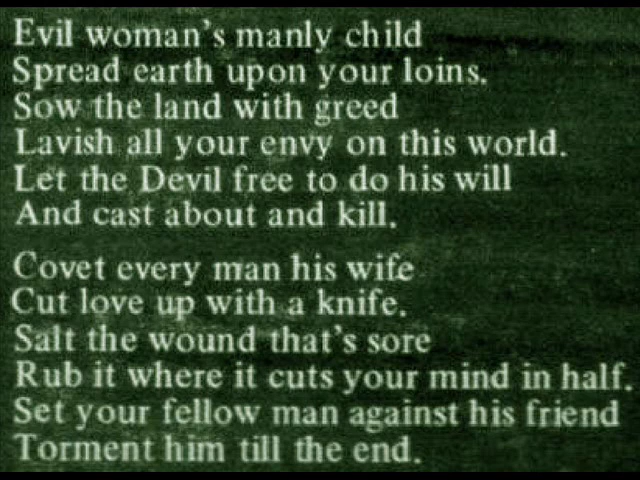 Evil woman's manly child
Spread earth upon your loins.
Sow the land with greed
Lavish all your envy on this world.
Let the Devil free to do his will
And cast about and kill.
Covet every man his wife
Cut love up with a knife.
Salt the wound that's sore
Rub it where it cuts your mind in half.
Set your fellow man against his friend
Torment him till the end.